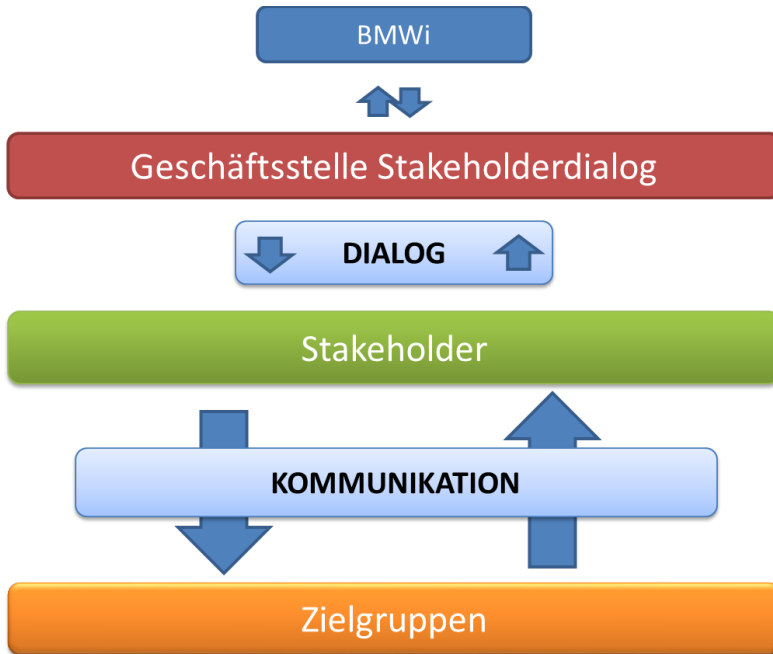 BMWi
Geschäftsstelle Stakeholderdialog
DIALOG
Stakeholder
KOMMUNIKATION
Zielgruppen